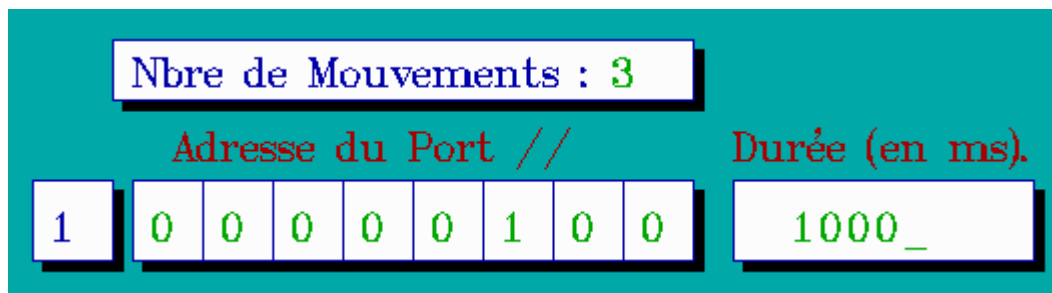 Nbre de Mouvements : 3
Adresse du Port // Durée (en ms).
1 0 0 0 0 0 1 0 0 1000_